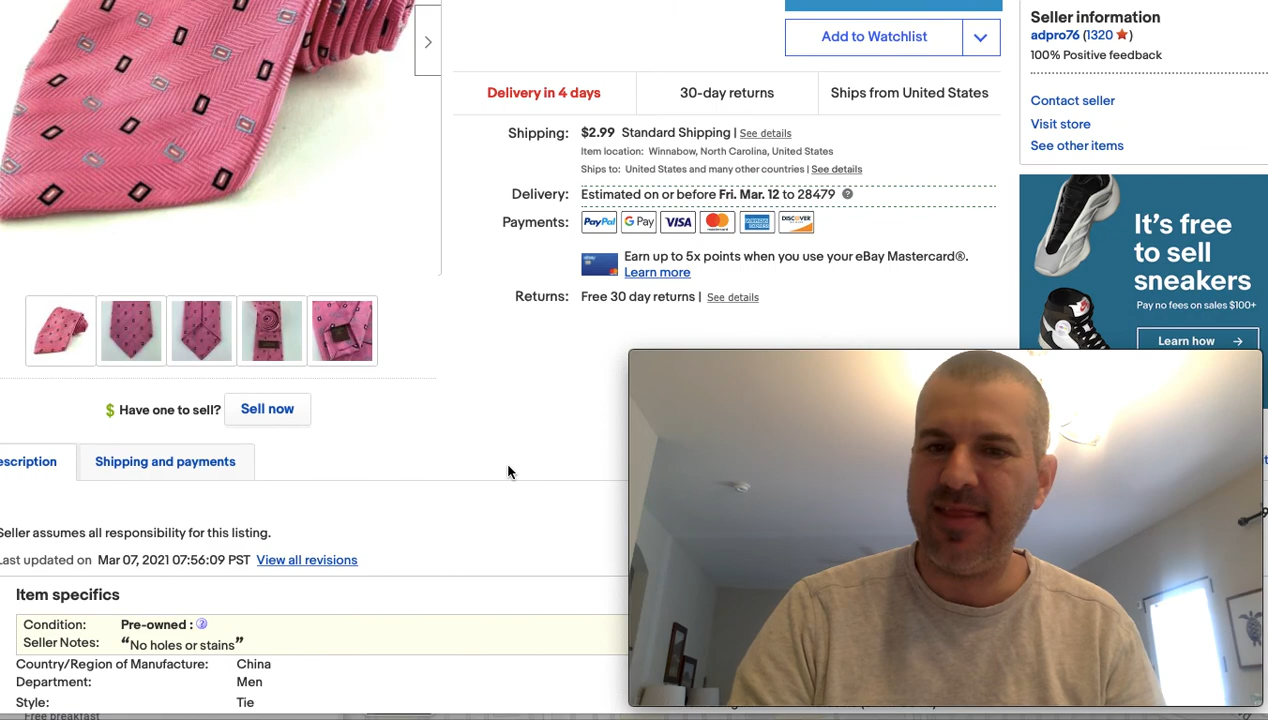 Add to Watchlist
Seller information
adpro76 (1320 ★)
100% Positive feedback
Contact seller
Visit store
See other items
Delivery in 4 days
30-day returns
Ships from United States
Shipping: $2.99 Standard Shipping | See details
Item location: Winnabow, North Carolina, United States
Ships to: United States and many other countries | See details
Delivery: Estimated on or before Fri. Mar. 12 to 28479
Payments: PayPal G Pay VISA mastercard DISCOVER
Earn up to 5x points when you use your eBay Mastercard®.
Learn more
Returns: Free 30 day returns | See details
It's free
to sell
sneakers
Pay no fees on sales $100+
Learn how →
$ Have one to sell? Sell now
escription
Shipping and payments
Seller assumes all responsibility for this listing.
Last updated on Mar 07, 2021 07:56:09 PST View all revisions
Item specifics
Condition: Pre-owned :
Seller Notes: “No holes or stains”
Country/Region of Manufacture: China
Department: Men
Style: Tie
Free breakfast